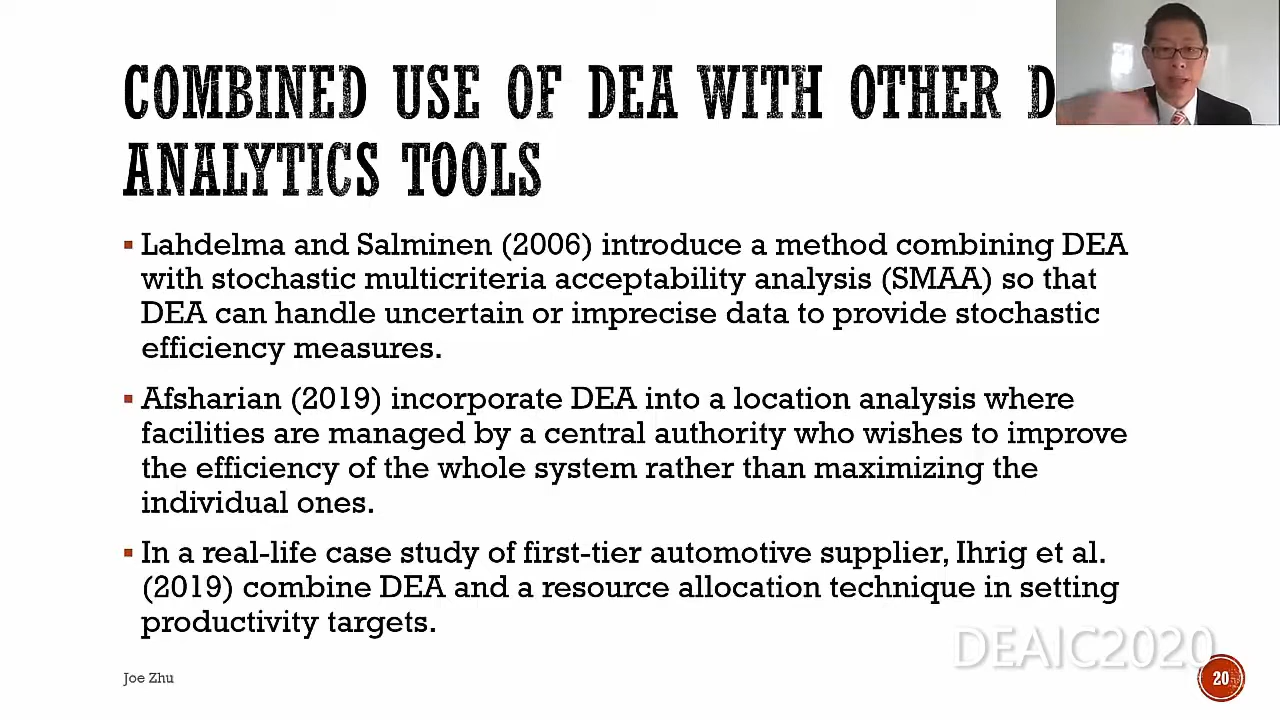 COMBINED USE OF DEA WITH OTHER
ANALYTICS TOOLS
▪ Lahdelma and Salminen (2006) introduce a method combining DEA
with stochastic multicriteria acceptability analysis (SMAA) so that
DEA can handle uncertain or imprecise data to provide stochastic
efficiency measures.
▪ Afsharian (2019) incorporate DEA into a location analysis where
facilities are managed by a central authority who wishes to improve
the efficiency of the whole system rather than maximizing the
individual ones.
▪ In a real-life case study of first-tier automotive supplier, Ihrig et al.
(2019) combine DEA and a resource allocation technique in setting
productivity targets.
DEAIC2020
Joe Zhu
20